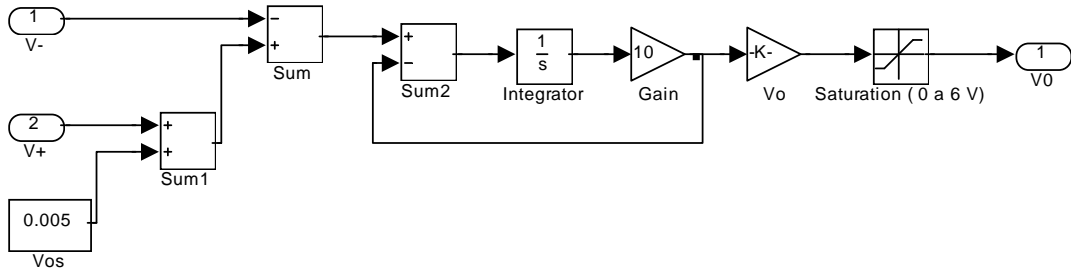 1
V-
−
+
Sum
+
−
Sum2
1
s
Integrator
10
Gain
-K-
Vo
Saturation ( 0 a 6 V)
1
V0
2
V+
+
+
Sum1
0.005
Vos